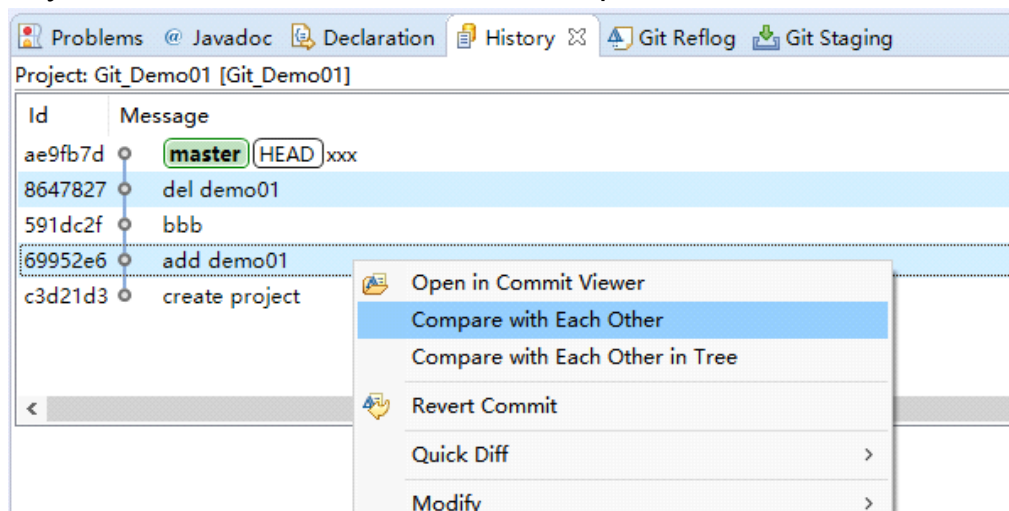 Problems @ Javadoc Declaration History Git Reflog Git Staging
Project: Git_Demo01 [Git_Demo01]
Id Message
ae9fb7d master HEAD xxx
8647827 del demo01
591dc2f bbb
69952e6 add demo01
c3d21d3 create project
Open in Commit Viewer
Compare with Each Other
Compare with Each Other in Tree
Revert Commit
Quick Diff
Modify